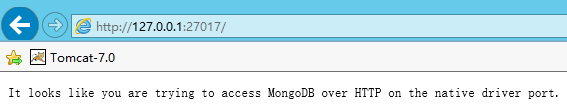 http://127.0.0.1:27017/
Tomcat-7.0
It looks like you are trying to access MongoDB over HTTP on the native driver port.